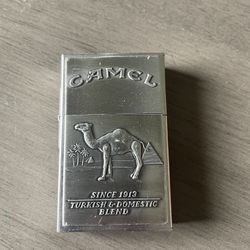 CAMEL
SINCE 1913
TURKISH & DOMESTIC
BLEND